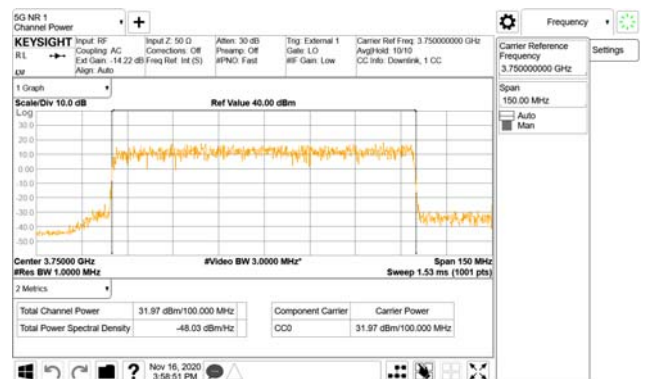 5G NR 1
Channel Power
Frequency
KEYSIGHT
Input: RF
Coupling: AC
Ext Gain: -14.22 dB
Align: Auto
Input Z: 50 Ω
Corrections: Off
Freq Ref: Int (S)
Atten: 30 dB
Preamp: Off
#PNO: Fast
Trig: External 1
Gate: LO
#IF Gain: Low
Carrier Ref Freq: 3.750000000 GHz
Avg|Hold: 10/10
CC Info: Downlink, 1 CC
RL
Carrier Reference
Frequency
3.750000000 GHz
Settings
Span
150.00 MHz
Auto
Man
1 Graph
Scale/Div 10.0 dB
Ref Value 40.00 dBm
Log
30.0
20.0
10.0
0.00
-10.0
-20.0
-30.0
-40.0
-50.0
Center 3.75000 GHz
#Video BW 3.0000 MHz*
Span 150 MHz
#Res BW 1.0000 MHz
Sweep 1.53 ms (1001 pts)
2 Metrics
Total Channel Power
31.97 dBm/100.000 MHz
Total Power Spectral Density
-48.03 dBm/Hz
Component Carrier
Carrier Power
CC0
31.97 dBm/100.000 MHz
Nov 16, 2020
3:58:51 PM